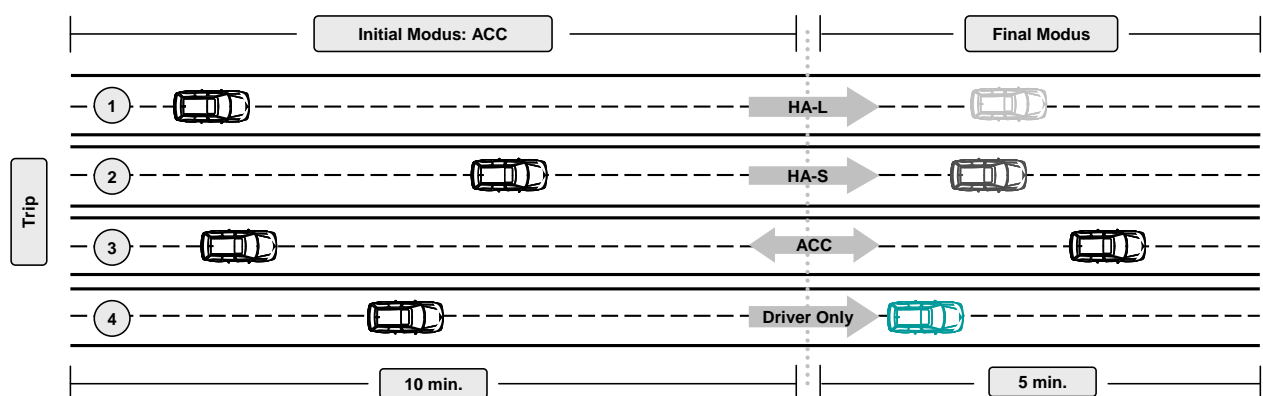 Initial Modus: ACC
Final Modus
Trip
1
HA-L
2
HA-S
3
ACC
4
Driver Only
10 min.
5 min.